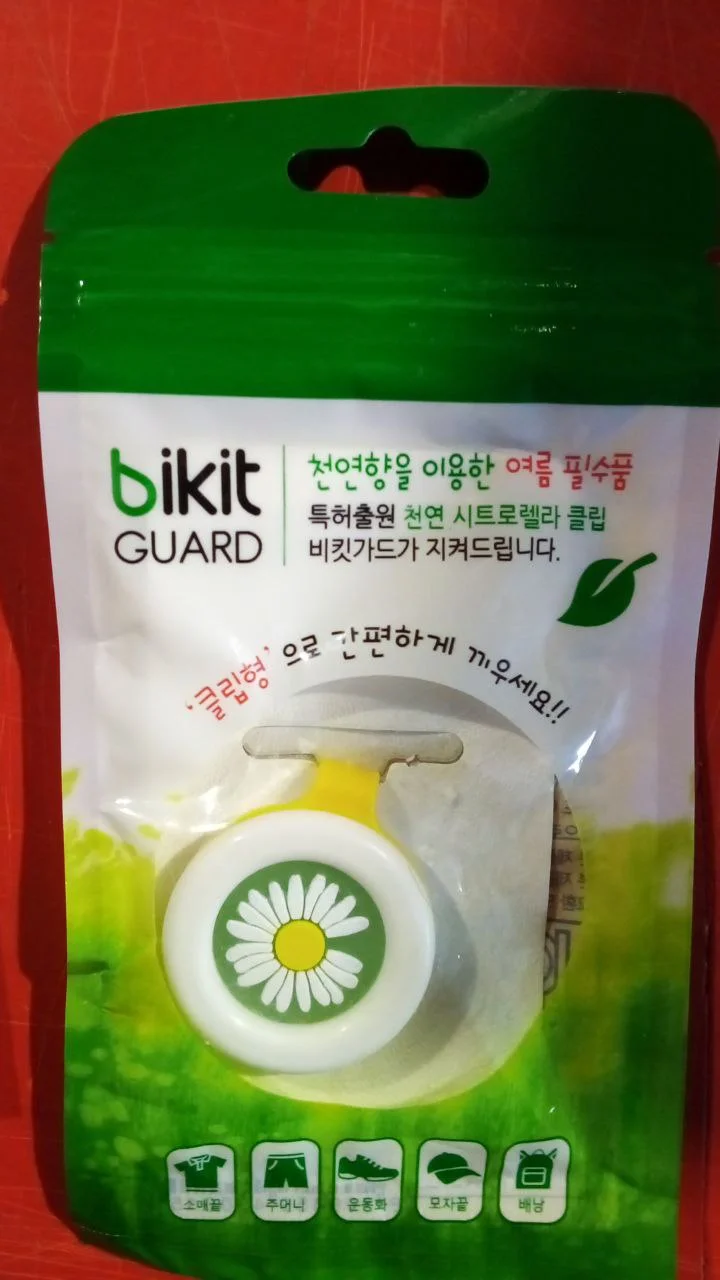 bikit
GUARD
천연향을 이용한 여름 필수품
특허출원 천연 시트로렐라 클립
비킷가드가 지켜드립니다.
'클립형'으로 간편하게 끼우세요!!
소매끝
주머니
운동화
모자끝
배낭